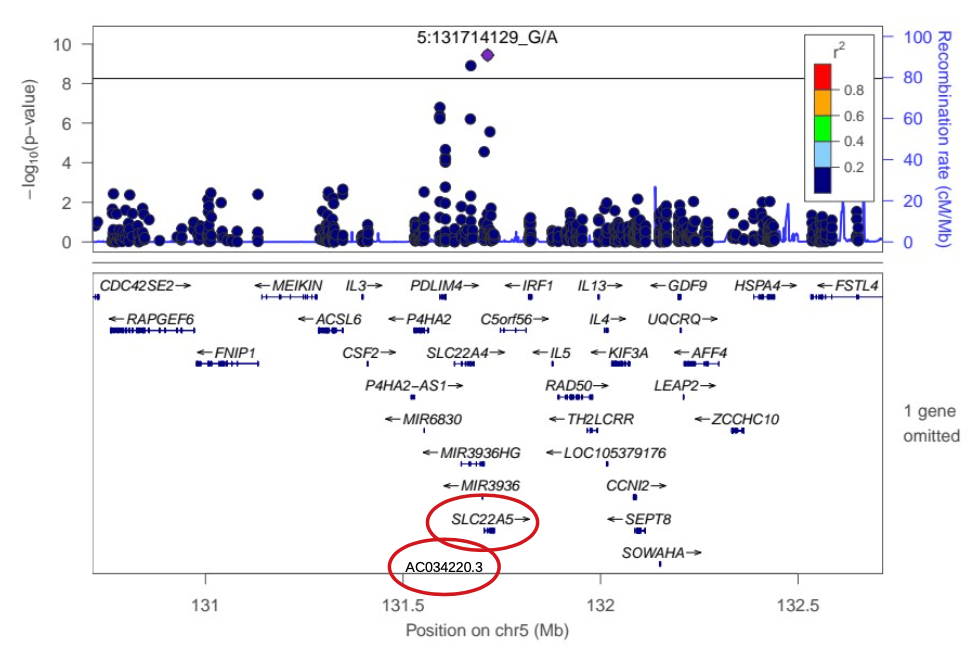 5:131714129_G/A
10
8
6
4
2
0
−log10(p−value)
100
80
60
40
20
0
Recombination rate (cM/Mb)
r2
0.8
0.6
0.4
0.2
CDC42SE2→ ←MEIKIN IL3→ PDLIM4→ ←IRF1 IL13→ ←GDF9 HSPA4→ ←FSTL4
←RAPGEF6 ←ACSL6 ←P4HA2 C5orf56→ IL4→ UQCRQ→
←FNIP1 CSF2→ SLC22A4→ ←IL5 ←KIF3A ←AFF4
P4HA2−AS1→ RAD50→ LEAP2→
←MIR6830 ←TH2LCRR ←ZCCHC10
←MIR3936HG ←LOC105379176
←MIR3936 CCNI2→
SLC22A5→ ←SEPT8
SOWAHA→
AC034220.3
1 gene
omitted
131 131.5 132 132.5
Position on chr5 (Mb)